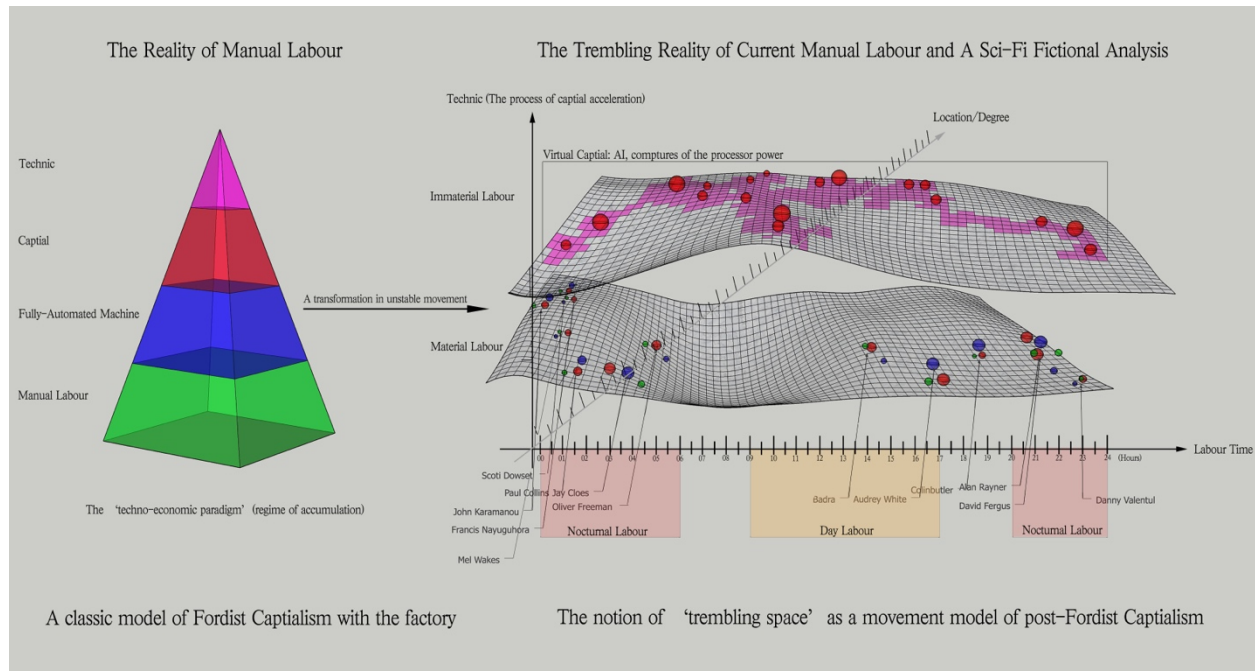 The Reality of Manual Labour
The Trembling Reality of Current Manual Labour and A Sci-Fi Fictional Analysis
Technic
Captial
Fully-Automated Machine
Manual Labour
The ‘techno-economic paradigm’ (regime of accumulation)
A transformation in unstable movement
Technic (The process of captial acceleration)
Location/Degree
Virtual Captial: AI, comptures of the processor power
Immaterial Labour
Material Labour
Labour Time
00 01 02 03 04 05 06 07 08 09 10 11 12 13 14 15 16 17 18 19 20 21 22 23 24 (Hours)
Scoti Dowset
Paul Collins Jay Cloes
Oliver Freeman
John Karamanou
Francis Nayuguhora
Mel Wakes
Badra
Audrey White
Colinbutler
Alan Rayner
David Fergus
Danny Valentul
Nocturnal Labour
Day Labour
Nocturnal Labour
A classic model of Fordist Captialism with the factory
The notion of ‘trembling space’ as a movement model of post-Fordist Captialism